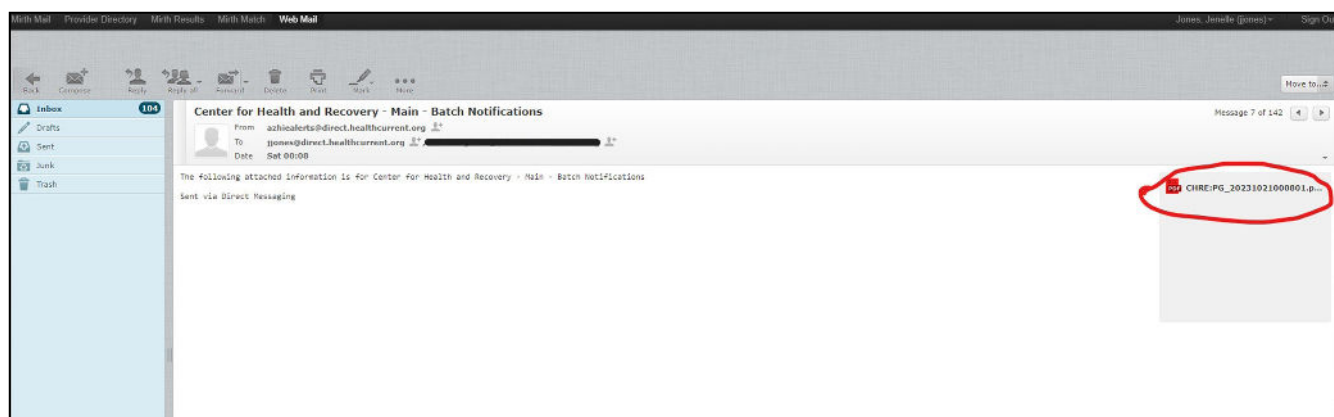 Mirth Mail Provider Directory Mirth Results Mirth Match Web Mail Jones, Jenelle (jjones) Sign Ou
Back Compose Reply Reply all Forward Delete Print Mark More Move to...
Inbox 104
Drafts
Sent
Junk
Trash
Center for Health and Recovery - Main - Batch Notifications Message 7 of 142
From azhiealerts@direct.healthcurrent.org
To jjones@direct.healthcurrent.org
Date Sat 00:08
The following attached information is for Center for Health and Recovery - Main - Batch Notifications
Sent via Direct Messaging
PDF CHRE:PG_20231021000801.p...